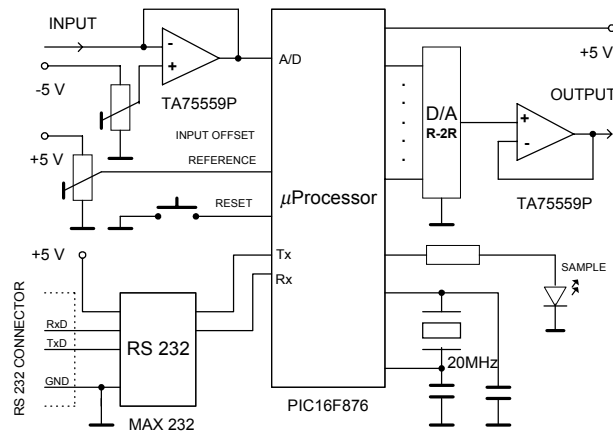 INPUT
-
+
-5 V
TA75559P
INPUT OFFSET
+5 V
REFERENCE
RESET
+5 V
A/D
µProcessor
Tx
Rx
PIC16F876
+5 V
D/A
R-2R
OUTPUT
+
-
TA75559P
SAMPLE
20MHz
RS 232 CONNECTOR
RxD
TxD
GND
RS 232
MAX 232